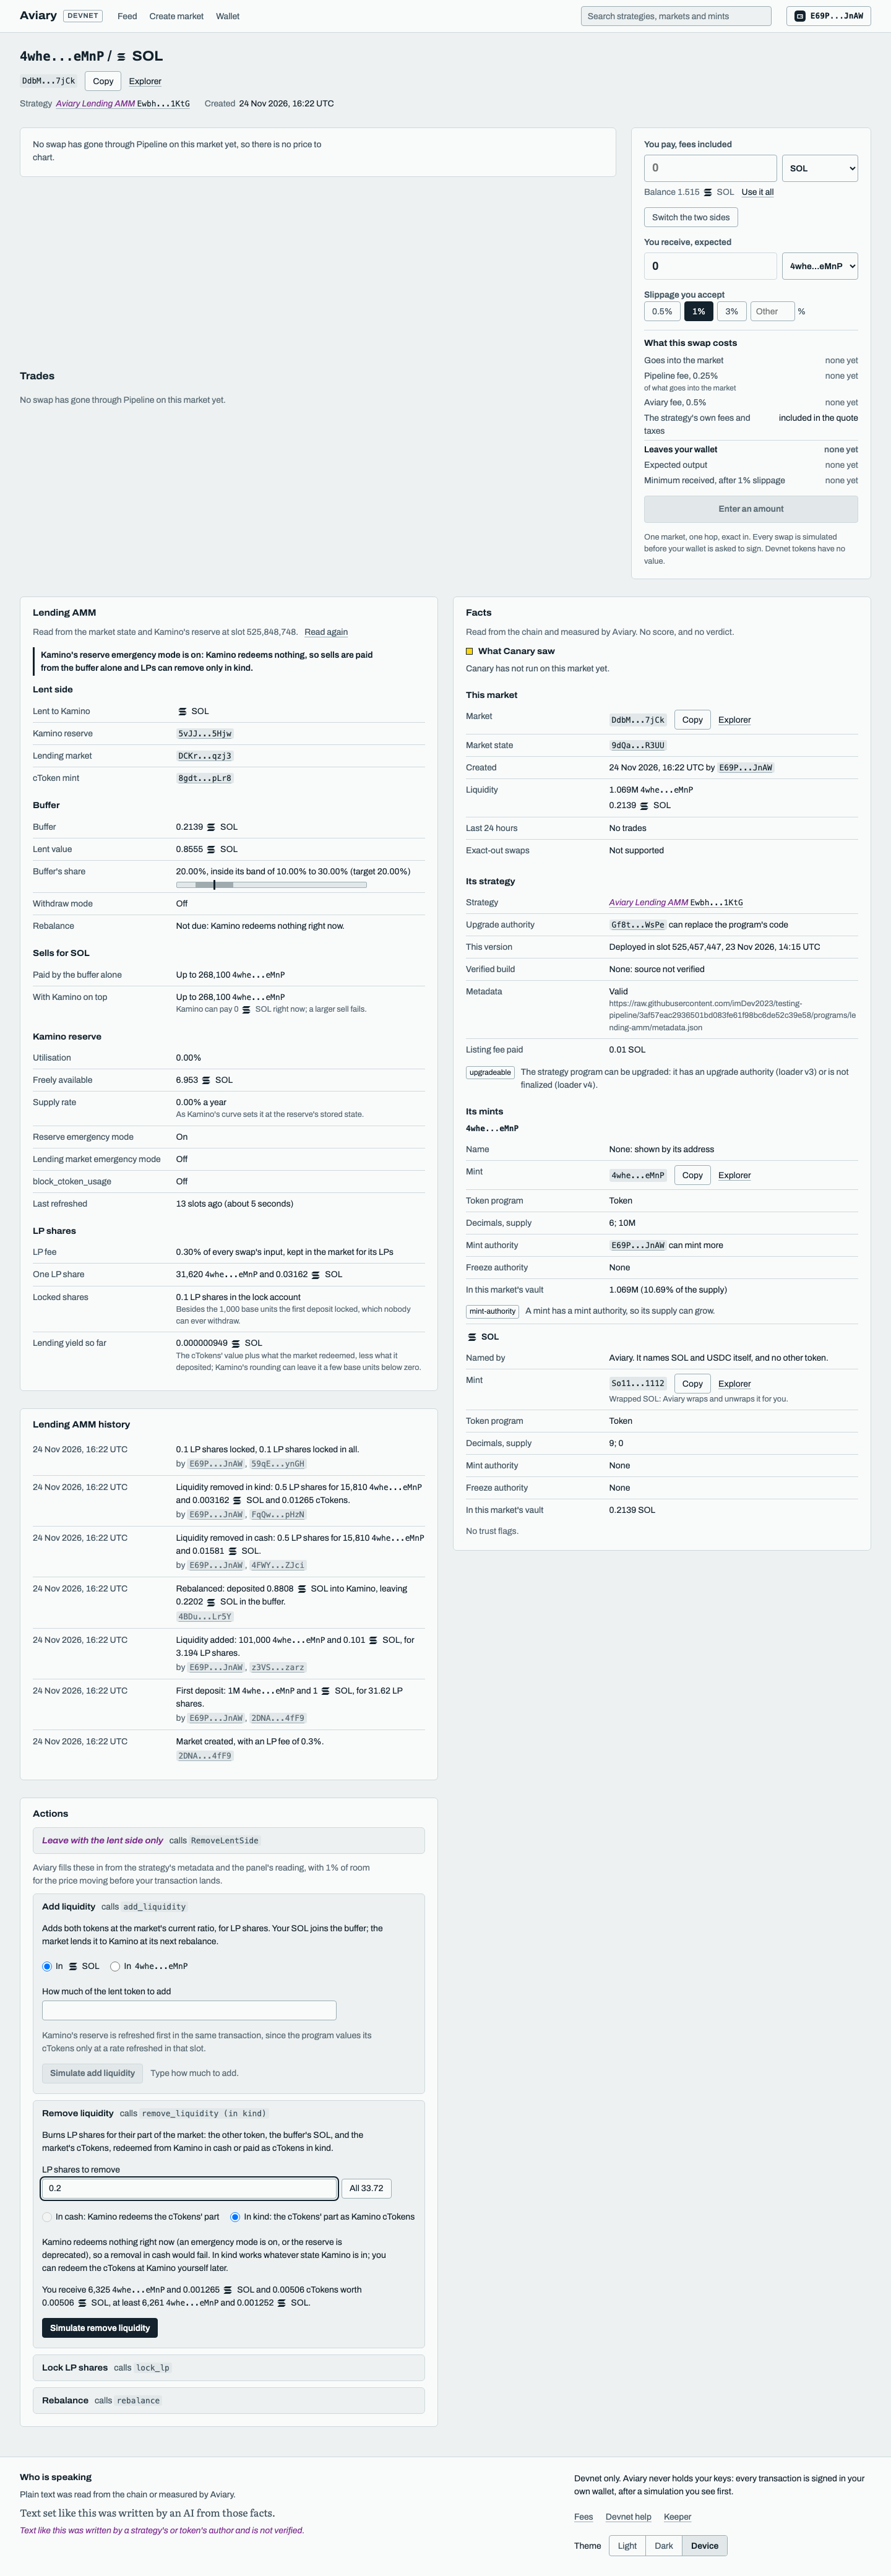 Aviary DEVNET Feed Create market Wallet Search strategies, markets and mints E69P...JnAW
4whe...eMnP / SOL
DdbM...7jCk Copy Explorer
Strategy Aviary Lending AMM Ewbh...1KtG Created 24 Nov 2026, 16:22 UTC
No swap has gone through Pipeline on this market yet, so there is no price to
chart.
Trades
No swap has gone through Pipeline on this market yet.
You pay, fees included
0 SOL
Balance 1.515 SOL Use it all
Switch the two sides
You receive, expected
0 4whe...eMnP
Slippage you accept
0.5% 1% 3% Other %
What this swap costs
Goes into the market none yet
Pipeline fee, 0.25% none yet
of what goes into the market
Aviary fee, 0.5% none yet
The strategy's own fees and included in the quote
taxes
Leaves your wallet none yet
Expected output none yet
Minimum received, after 1% slippage none yet
Enter an amount
One market, one hop, exact in. Every swap is simulated
before your wallet is asked to sign. Devnet tokens have no
value.
Lending AMM
Read from the market state and Kamino's reserve at slot 525,848,748. Read again
Kamino's reserve emergency mode is on: Kamino redeems nothing, so sells are paid
from the buffer alone and LPs can remove only in kind.
Lent side
Lent to Kamino SOL
Kamino reserve 5vJJ...5Hjw
Lending market DCKr...qzj3
cToken mint 8gdt...pLr8
Buffer
Buffer 0.2139 SOL
Lent value 0.8555 SOL
Buffer's share 20.00%, inside its band of 10.00% to 30.00% (target 20.00%)
Withdraw mode Off
Rebalance Not due: Kamino redeems nothing right now.
Sells for SOL
Paid by the buffer alone Up to 268,100 4whe...eMnP
With Kamino on top Up to 268,100 4whe...eMnP
Kamino can pay 0 SOL right now; a larger sell fails.
Kamino reserve
Utilisation 0.00%
Freely available 6.953 SOL
Supply rate 0.00% a year
As Kamino's curve sets it at the reserve's stored state.
Reserve emergency mode On
Lending market emergency mode Off
block_ctoken_usage Off
Last refreshed 13 slots ago (about 5 seconds)
LP shares
LP fee 0.30% of every swap's input, kept in the market for its LPs
One LP share 31,620 4whe...eMnP and 0.03162 SOL
Locked shares 0.1 LP shares in the lock account
Besides the 1,000 base units the first deposit locked, which nobody
can ever withdraw.
Lending yield so far 0.000000949 SOL
The cTokens' value plus what the market redeemed, less what it
deposited; Kamino's rounding can leave it a few base units below zero.
Lending AMM history
24 Nov 2026, 16:22 UTC 0.1 LP shares locked, 0.1 LP shares locked in all.
by E69P...JnAW, 59qE...ynGH
24 Nov 2026, 16:22 UTC Liquidity removed in kind: 0.5 LP shares for 15,810 4whe...eMnP
and 0.003162 SOL and 0.01265 cTokens.
by E69P...JnAW, FqQw...pHzN
24 Nov 2026, 16:22 UTC Liquidity removed in cash: 0.5 LP shares for 15,810 4whe...eMnP
and 0.01581 SOL.
by E69P...JnAW, 4FWY...ZJci
24 Nov 2026, 16:22 UTC Rebalanced: deposited 0.8808 SOL into Kamino, leaving
0.2202 SOL in the buffer.
4BDu...Lr5Y
24 Nov 2026, 16:22 UTC Liquidity added: 101,000 4whe...eMnP and 0.101 SOL, for
3.194 LP shares.
by E69P...JnAW, z3VS...zarz
24 Nov 2026, 16:22 UTC First deposit: 1M 4whe...eMnP and 1 SOL, for 31.62 LP
shares.
by E69P...JnAW, 2DNA...4fF9
24 Nov 2026, 16:22 UTC Market created, with an LP fee of 0.3%.
2DNA...4fF9
Actions
Leave with the lent side only calls RemoveLentSide
Aviary fills these in from the strategy's metadata and the panel's reading, with 1% of room
for the price moving before your transaction lands.
Add liquidity calls add_liquidity
Adds both tokens at the market's current ratio, for LP shares. Your SOL joins the buffer; the
market lends it to Kamino at its next rebalance.
In SOL In 4whe...eMnP
How much of the lent token to add
Kamino's reserve is refreshed first in the same transaction, since the program values its
cTokens only at a rate refreshed in that slot.
Simulate add liquidity Type how much to add.
Remove liquidity calls remove_liquidity (in kind)
Burns LP shares for their part of the market: the other token, the buffer's SOL, and the
market's cTokens, redeemed from Kamino in cash or paid as cTokens in kind.
LP shares to remove
0.2 All 33.72
In cash: Kamino redeems the cTokens' part In kind: the cTokens' part as Kamino cTokens
Kamino redeems nothing right now (an emergency mode is on, or the reserve is
deprecated), so a removal in cash would fail. In kind works whatever state Kamino is in; you
can redeem the cTokens at Kamino yourself later.
You receive 6,325 4whe...eMnP and 0.001265 SOL and 0.00506 cTokens worth
0.00506 SOL, at least 6,261 4whe...eMnP and 0.001252 SOL.
Simulate remove liquidity
Lock LP shares calls lock_lp
Rebalance calls rebalance
Facts
Read from the chain and measured by Aviary. No score, and no verdict.
What Canary saw
Canary has not run on this market yet.
This market
Market DdbM...7jCk Copy Explorer
Market state 9dQa...R3UU
Created 24 Nov 2026, 16:22 UTC by E69P...JnAW
Liquidity 1.069M 4whe...eMnP
0.2139 SOL
Last 24 hours No trades
Exact-out swaps Not supported
Its strategy
Strategy Aviary Lending AMM Ewbh...1KtG
Upgrade authority Gf8t...WsPe can replace the program's code
This version Deployed in slot 525,457,447, 23 Nov 2026, 14:15 UTC
Verified build None: source not verified
Metadata Valid
https://raw.githubusercontent.com/imDev2023/testing-
pipeline/3af57eac2936501bd083fe61f98bc6de52c39e58/programs/le
nding-amm/metadata.json
Listing fee paid 0.01 SOL
upgradeable The strategy program can be upgraded: it has an upgrade authority (loader v3) or is not
finalized (loader v4).
Its mints
4whe...eMnP
Name None: shown by its address
Mint 4whe...eMnP Copy Explorer
Token program Token
Decimals, supply 6; 10M
Mint authority E69P...JnAW can mint more
Freeze authority None
In this market's vault 1.069M (10.69% of the supply)
mint-authority A mint has a mint authority, so its supply can grow.
SOL
Named by Aviary. It names SOL and USDC itself, and no other token.
Mint So11...1112 Copy Explorer
Wrapped SOL: Aviary wraps and unwraps it for you.
Token program Token
Decimals, supply 9; 0
Mint authority None
Freeze authority None
In this market's vault 0.2139 SOL
No trust flags.
Who is speaking
Plain text was read from the chain or measured by Aviary.
Text set like this was written by an AI from those facts.
Text like this was written by a strategy's or token's author and is not verified.
Devnet only. Aviary never holds your keys: every transaction is signed in your
own wallet, after a simulation you see first.
Fees Devnet help Keeper
Theme Light Dark Device